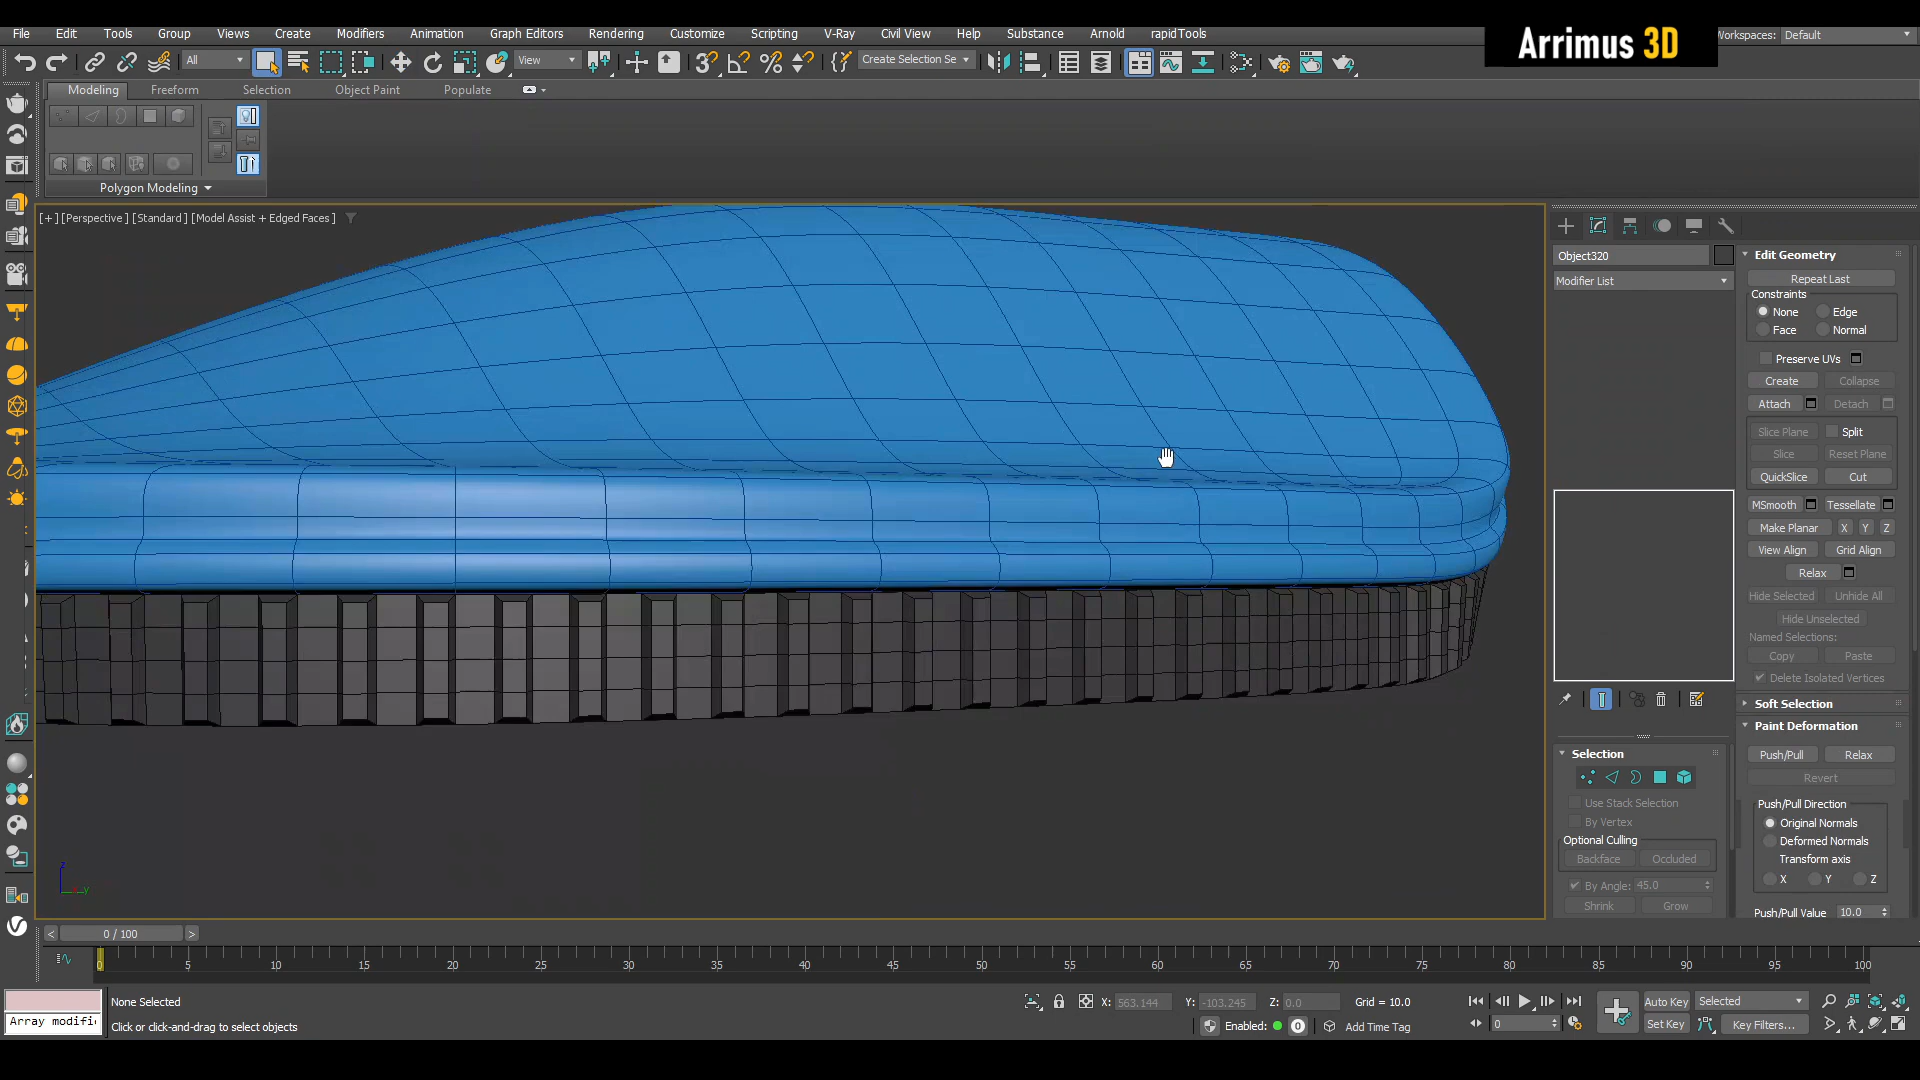 File Edit Tools Group Views Create Modifiers Animation Graph Editors Rendering Customize Scripting V-Ray Civil View Help Substance Arnold rapidTools
Arrimus 3D
Workspaces: Default
All View Create Selection Se
Modeling Freeform Selection Object Paint Populate
Polygon Modeling
[+] [Perspective ] [Standard ] [Model Assist + Edged Faces ]
Object320
Modifier List
Edit Geometry
Repeat Last
Constraints
None Edge
Face Normal
Preserve UVs
Create Collapse
Attach Detach
Slice Plane Split
Slice Reset Plane
QuickSlice Cut
MSmooth Tessellate
Make Planar X Y Z
View Align Grid Align
Relax
Hide Selected Unhide All
Hide Unselected
Named Selections:
Copy Paste
Delete Isolated Vertices
Soft Selection
Paint Deformation
Push/Pull Relax
Revert
Push/Pull Direction
Original Normals
Deformed Normals
Transform axis
X Y Z
Push/Pull Value 10.0
Selection
Use Stack Selection
By Vertex
Optional Culling
Backface Occluded
By Angle: 45.0
Shrink Grow
z
y
< 0 / 100 >
0 5 10 15 20 25 30 35 40 45 50 55 60 65 70 75 80 85 90 95 100
None Selected
X: 563.144 Y: -103.245 Z: 0.0 Grid = 10.0
Auto Key Selected
Array modifi
Click or click-and-drag to select objects
Enabled: 0 Add Time Tag
0
Set Key Key Filters...